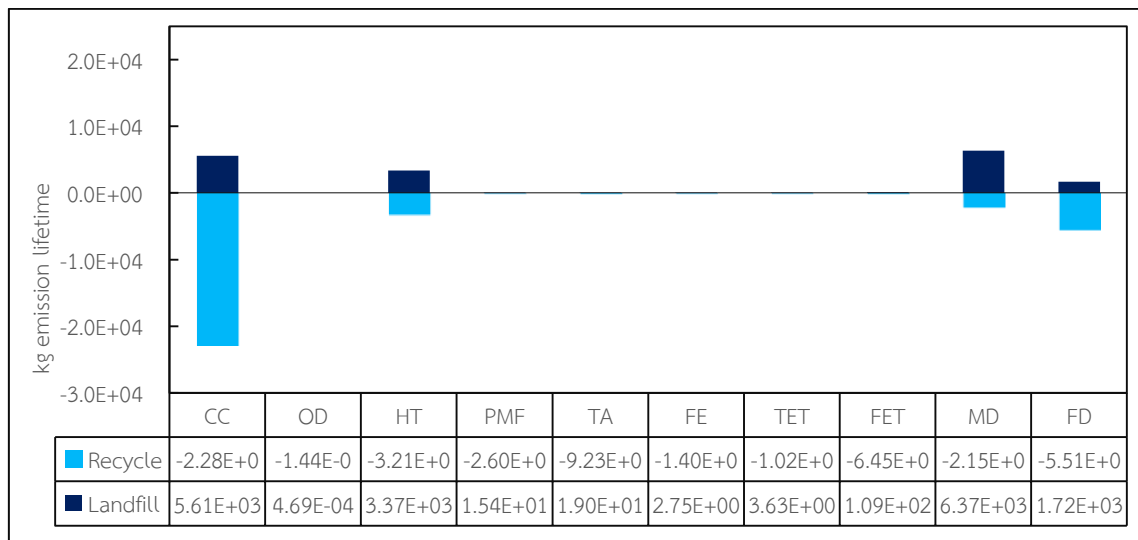 2.0E+04
1.0E+04
0.0E+00
-1.0E+04
-2.0E+04
-3.0E+04
kg emission lifetime
CC OD HT PMF TA FE TET FET MD FD
Recycle -2.28E+0 -1.44E-0 -3.21E+0 -2.60E+0 -9.23E+0 -1.40E+0 -1.02E+0 -6.45E+0 -2.15E+0 -5.51E+0
Landfill 5.61E+03 4.69E-04 3.37E+03 1.54E+01 1.90E+01 2.75E+00 3.63E+00 1.09E+02 6.37E+03 1.72E+03